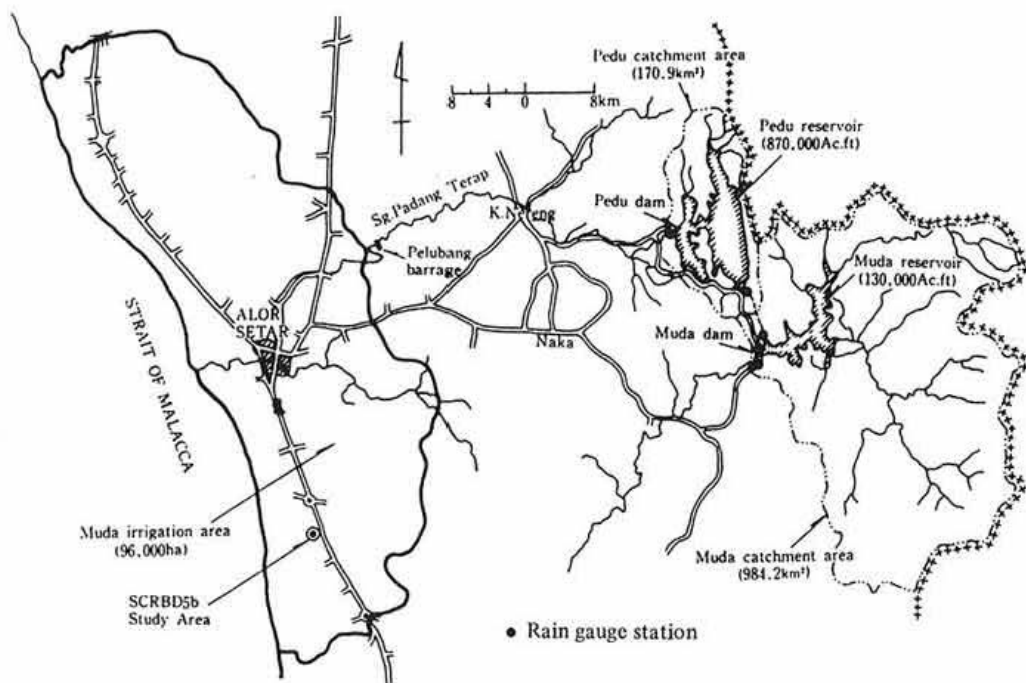 Pedu catchment area
(170.9km²)
8 4 0 8km
Pedu reservoir
(870,000Ac.ft)
Sg.Padang Terap
Pedu dam
Pelubang
barrage
Muda reservoir
(130,000Ac.ft)
ALOR
SETAR
STRAIT OF MALACCA
Naka
Muda dam
Muda irrigation area
(96,000ha)
Muda catchment area
(984.2km²)
SCRBD5b
Study Area
Rain gauge station